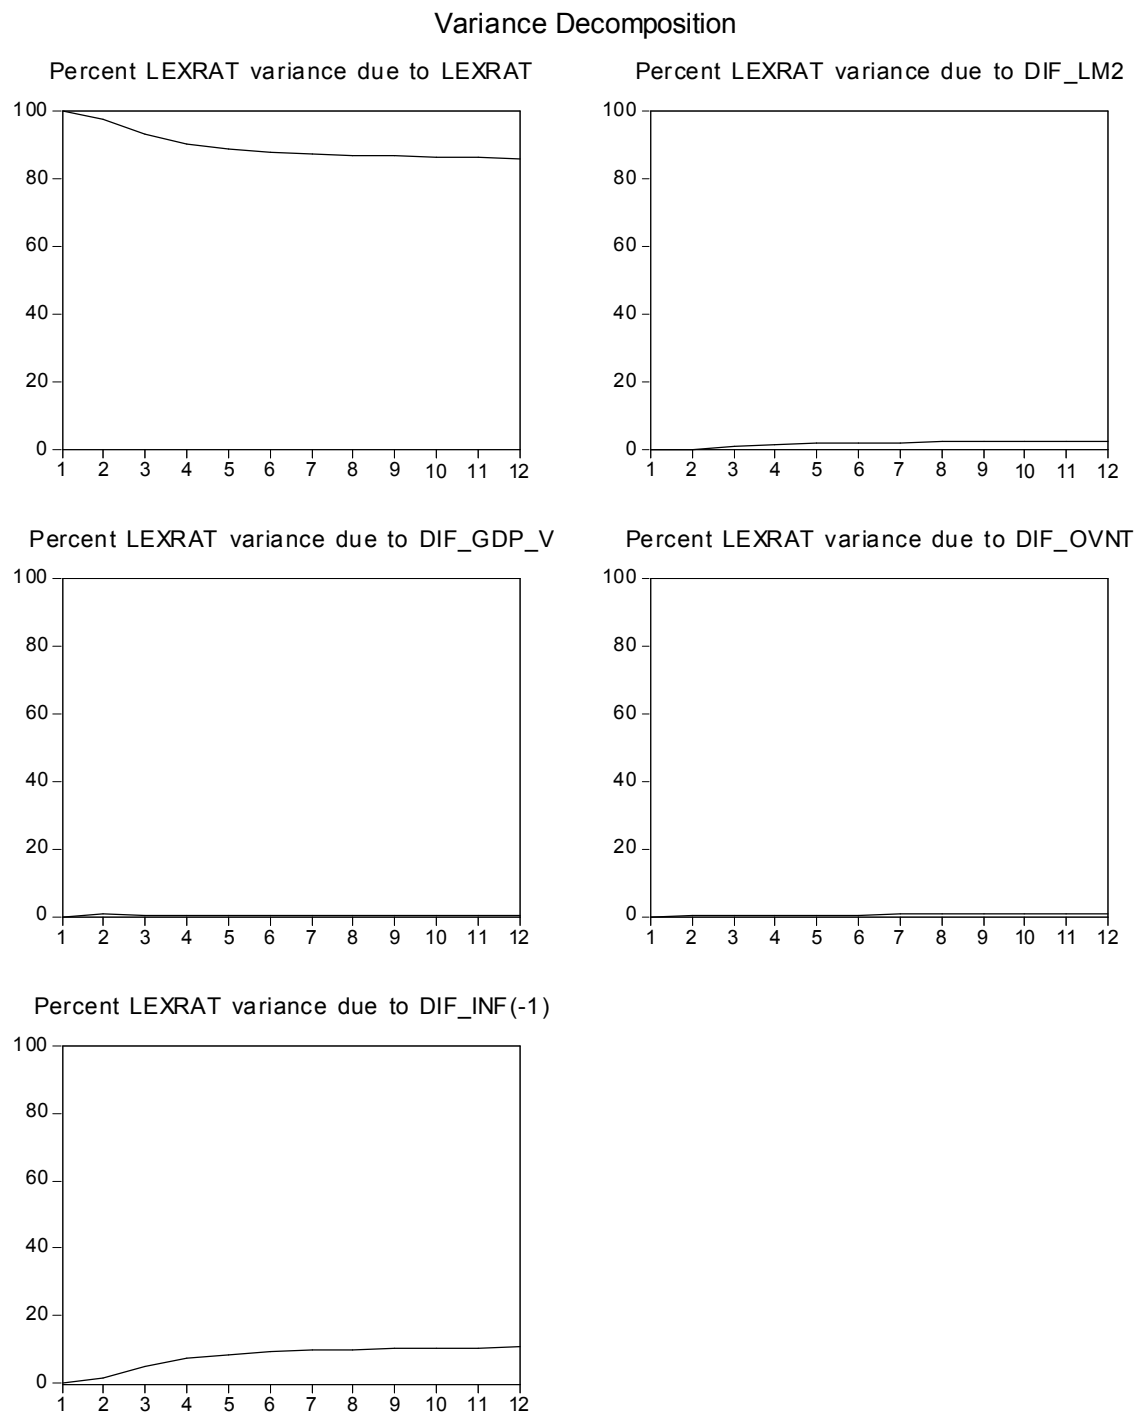 Variance Decomposition
Percent LEXRAT variance due to LEXRAT
100
80
60
40
20
0
1 2 3 4 5 6 7 8 9 10 11 12
Percent LEXRAT variance due to DIF_LM2
100
80
60
40
20
0
1 2 3 4 5 6 7 8 9 10 11 12
Percent LEXRAT variance due to DIF_GDP_V
100
80
60
40
20
0
1 2 3 4 5 6 7 8 9 10 11 12
Percent LEXRAT variance due to DIF_OVNT
100
80
60
40
20
0
1 2 3 4 5 6 7 8 9 10 11 12
Percent LEXRAT variance due to DIF_INF(-1)
100
80
60
40
20
0
1 2 3 4 5 6 7 8 9 10 11 12